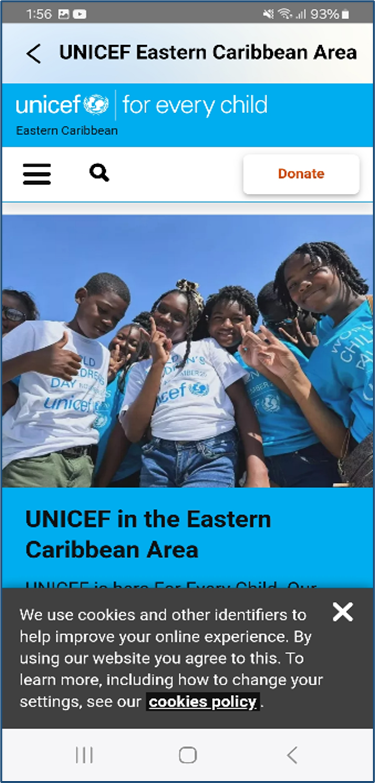 1:56 93%
UNICEF Eastern Caribbean Area
unicef for every child
Eastern Caribbean
Donate
DAY
unicef
UNICEF in the Eastern
Caribbean Area
UNICEF is here For Every Child. Our
We use cookies and other identifiers to
help improve your online experience. By
using our website you agree to this. To
learn more, including how to change your
settings, see our cookies policy.